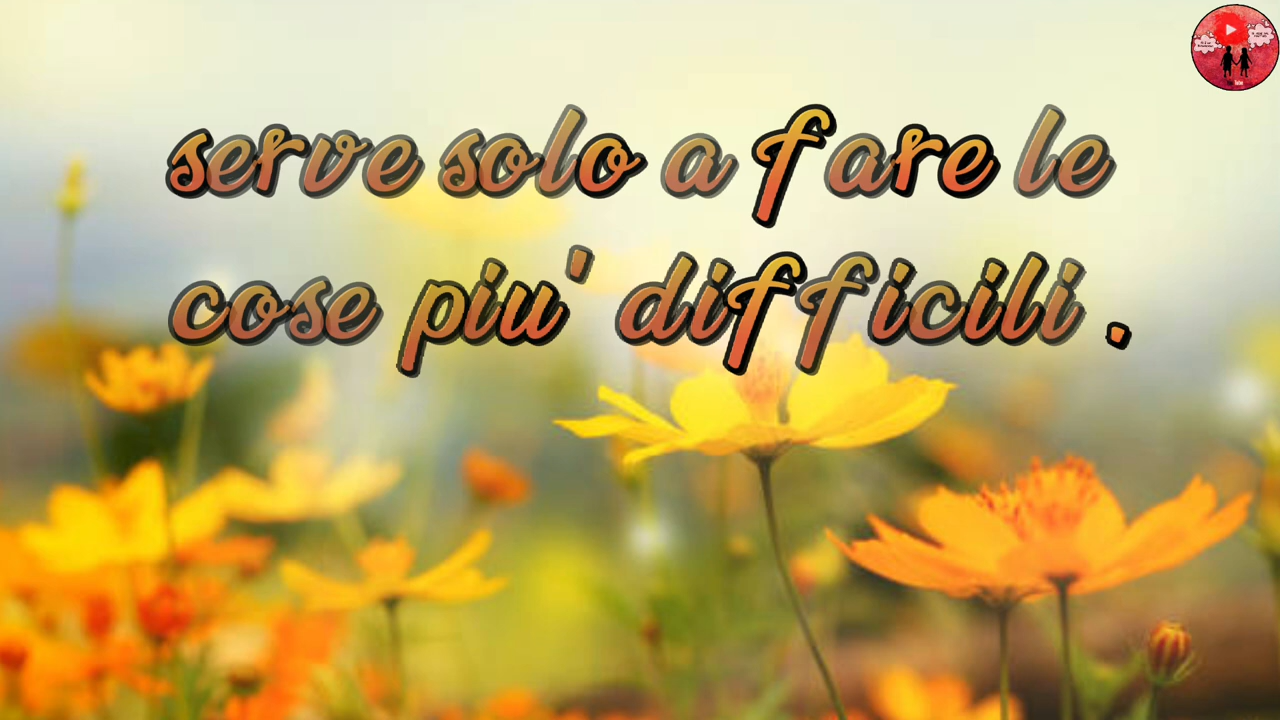 serve solo a fare le
cose piu' difficili .